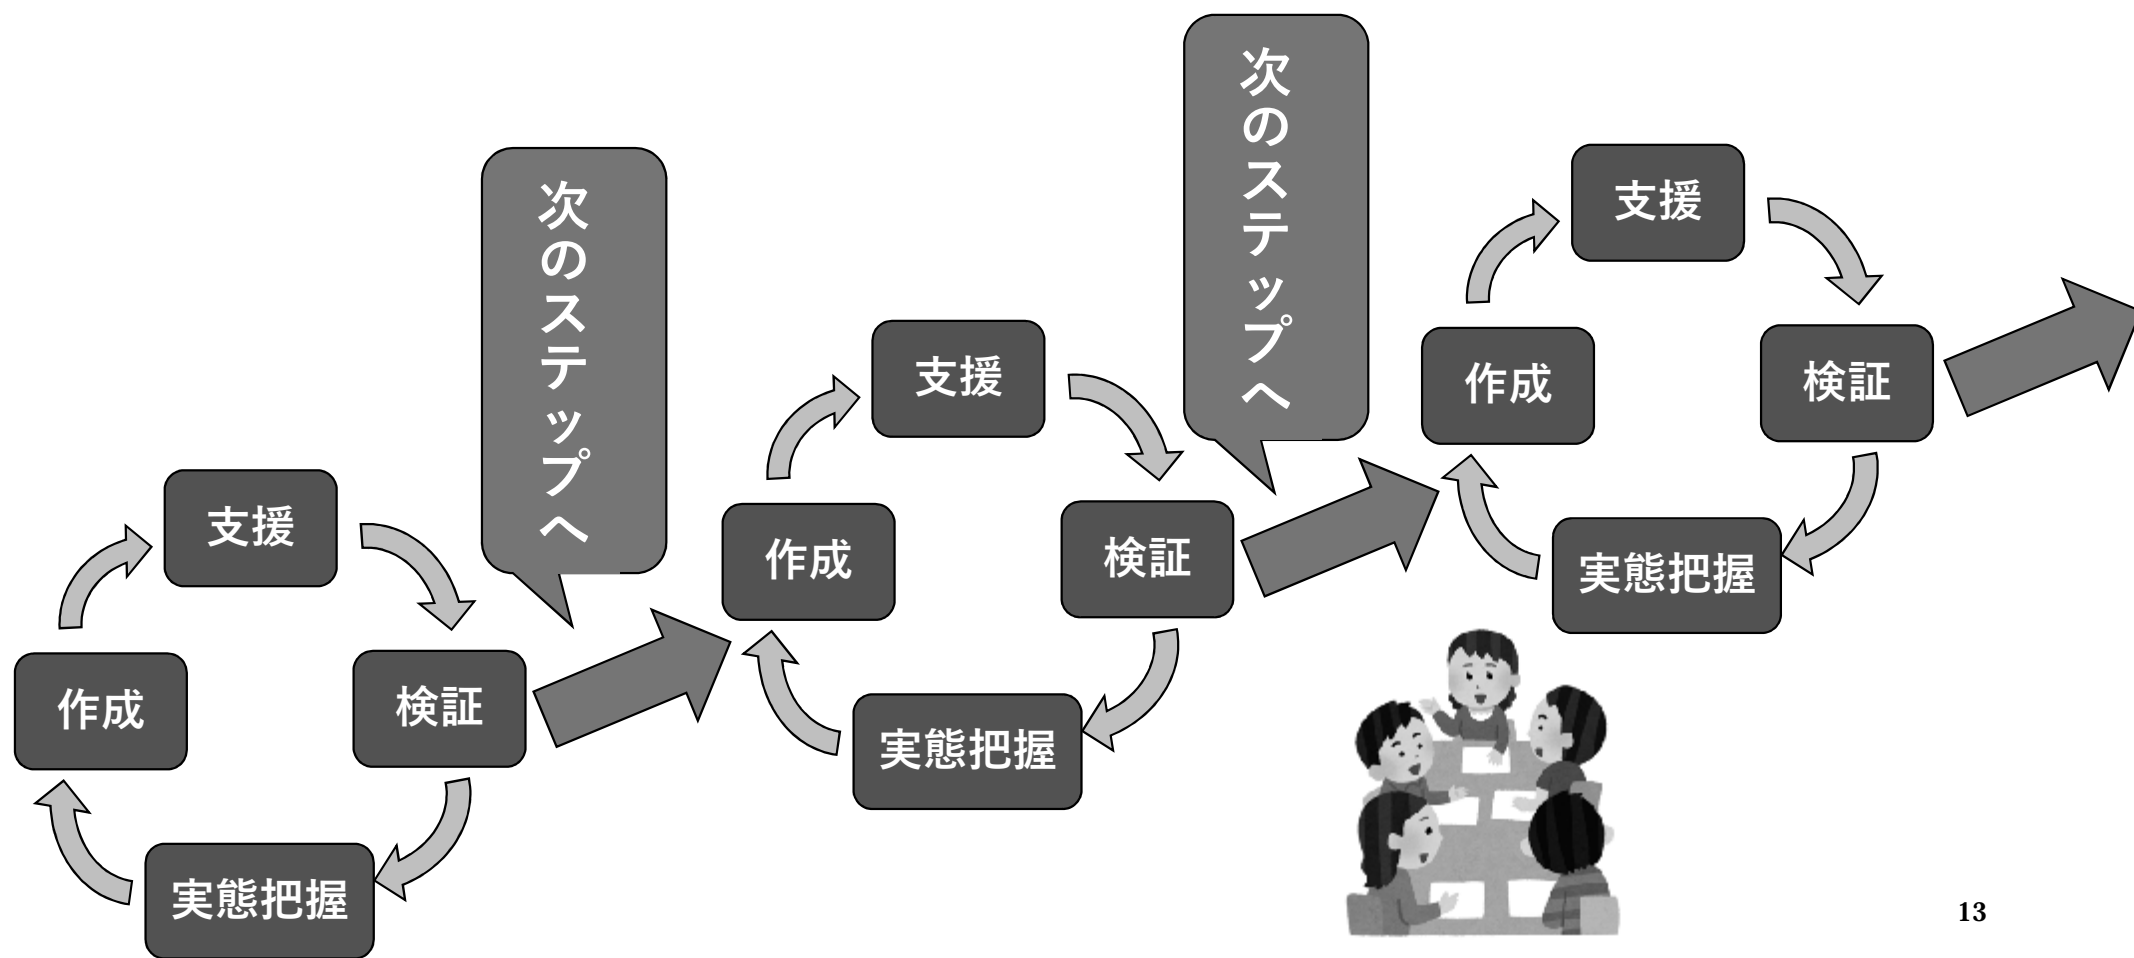 支援
作成
検証
実態把握
次のステップへ
支援
作成
検証
実態把握
次のステップへ
支援
作成
検証
実態把握
13